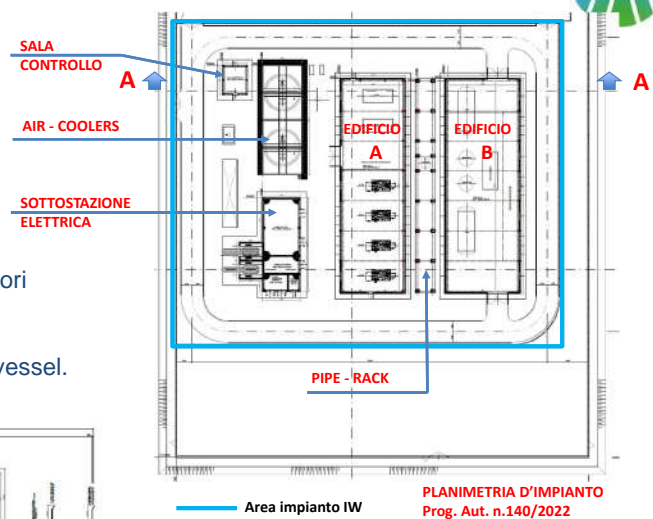 SALA
CONTROLLO
A
A
AIR - COOLERS
EDIFICIO
A
EDIFICIO
B
SOTTOSTAZIONE
ELETTRICA
ori
vessel.
PIPE - RACK
Area impianto IW
PLANIMETRIA D'IMPIANTO
Prog. Aut. n.140/2022